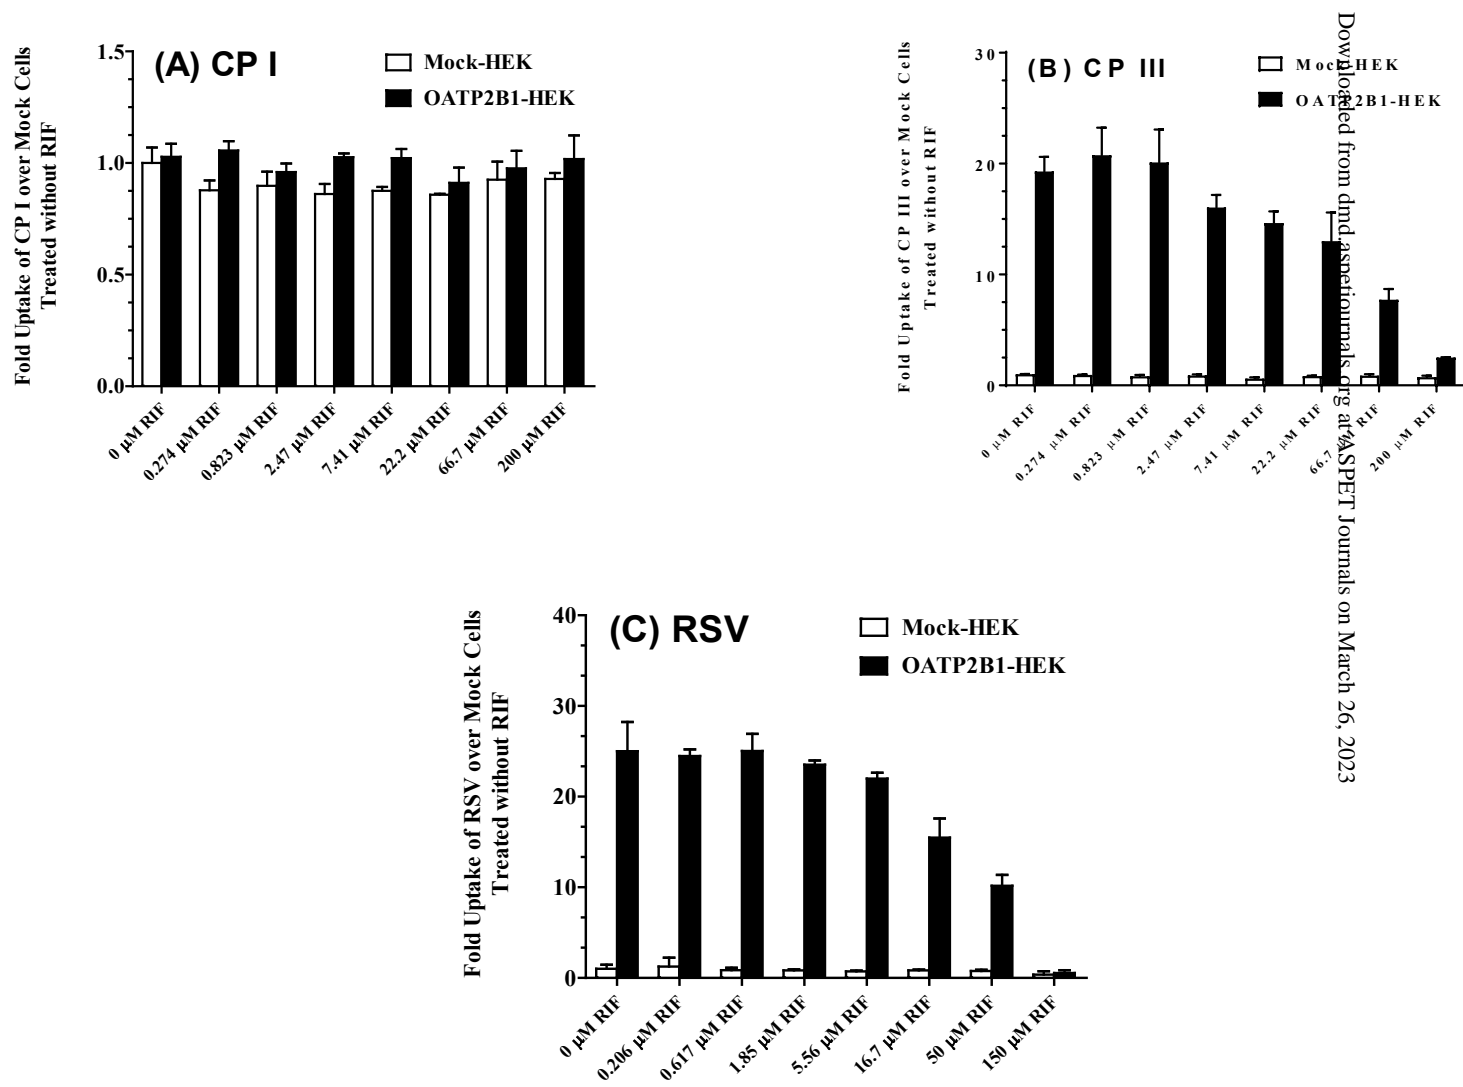 (A) CP I
Mock-HEK
OATP2B1-HEK
Fold Uptake of CP I over Mock Cells
Treated without RIF
1.5
1.0
0.5
0.0
0 µM RIF
0.274 µM RIF
0.823 µM RIF
2.47 µM RIF
7.41 µM RIF
22.2 µM RIF
66.7 µM RIF
200 µM RIF
(B) CP III
Mock-HEK
OATP2B1-HEK
Fold Uptake of CP III over Mock Cells
Treated without RIF
30
20
10
0
0 µM RIF
0.274 µM RIF
0.823 µM RIF
2.47 µM RIF
7.41 µM RIF
22.2 µM RIF
66.7 µM RIF
200 µM RIF
Downloaded from dmd.aspetjournals.org at ASPET Journals on March 26, 2023
(C) RSV
Mock-HEK
OATP2B1-HEK
Fold Uptake of RSV over Mock Cells
Treated without RIF
40
30
20
10
0
0 µM RIF
0.206 µM RIF
0.617 µM RIF
1.85 µM RIF
5.56 µM RIF
16.7 µM RIF
50 µM RIF
150 µM RIF